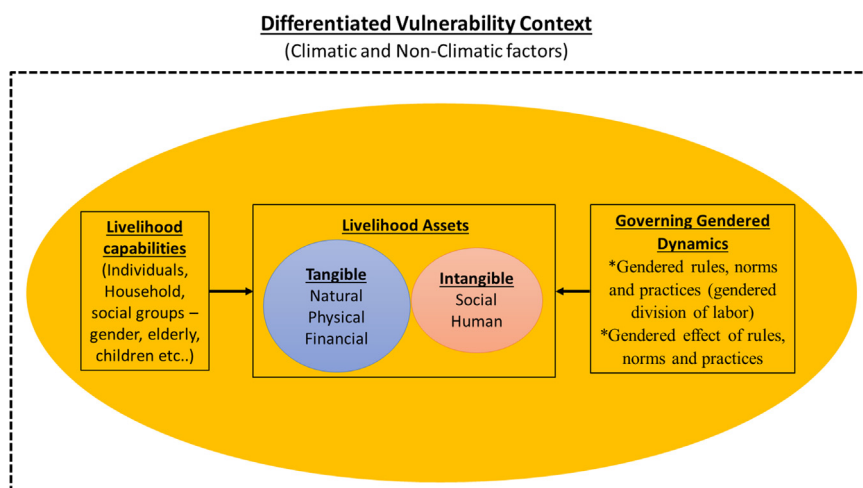 Differentiated Vulnerability Context
(Climatic and Non-Climatic factors)
Livelihood
capabilities
(Individuals,
Household,
social groups –
gender, elderly,
children etc..)
Livelihood Assets
Tangible
Natural
Physical
Financial
Intangible
Social
Human
Governing Gendered
Dynamics
*Gendered rules, norms
and practices (gendered
division of labor)
*Gendered effect of rules,
norms and practices